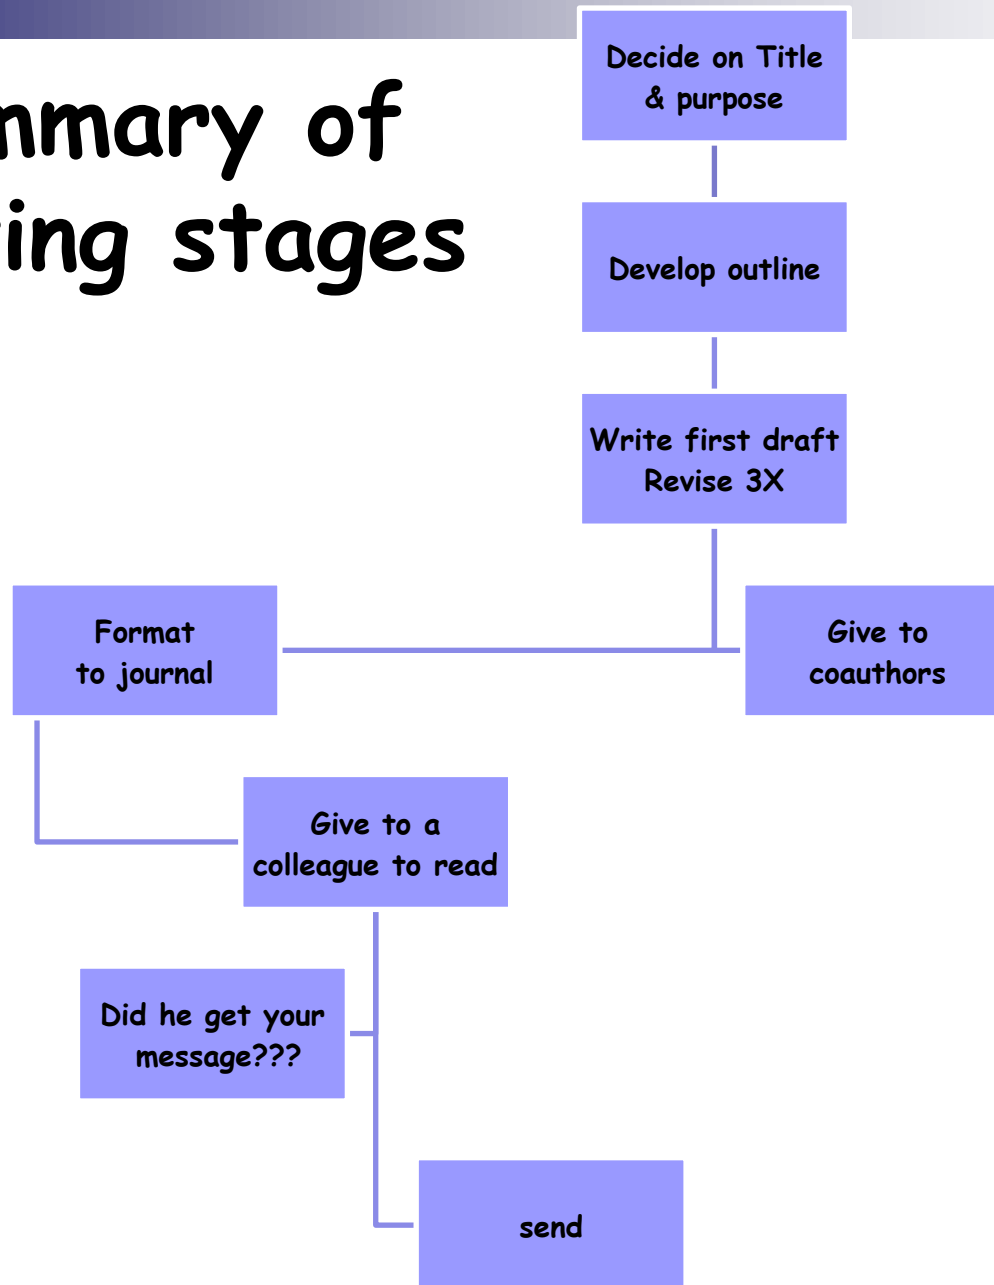 mmary of
ing stages
Decide on Title
& purpose
Develop outline
Write first draft
Revise 3X
Format
to journal
Give to
coauthors
Give to a
colleague to read
Did he get your
message???
send